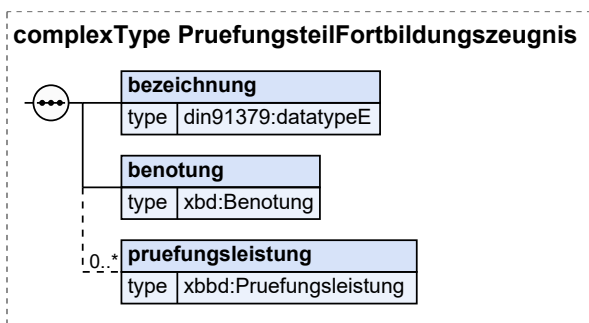 complexType PruefungsteilFortbildungszeugnis
bezeichnung
type din91379:datatypeE
benotung
type xbd:Benotung
0..* pruefungsleistung
type xbbd:Pruefungsleistung